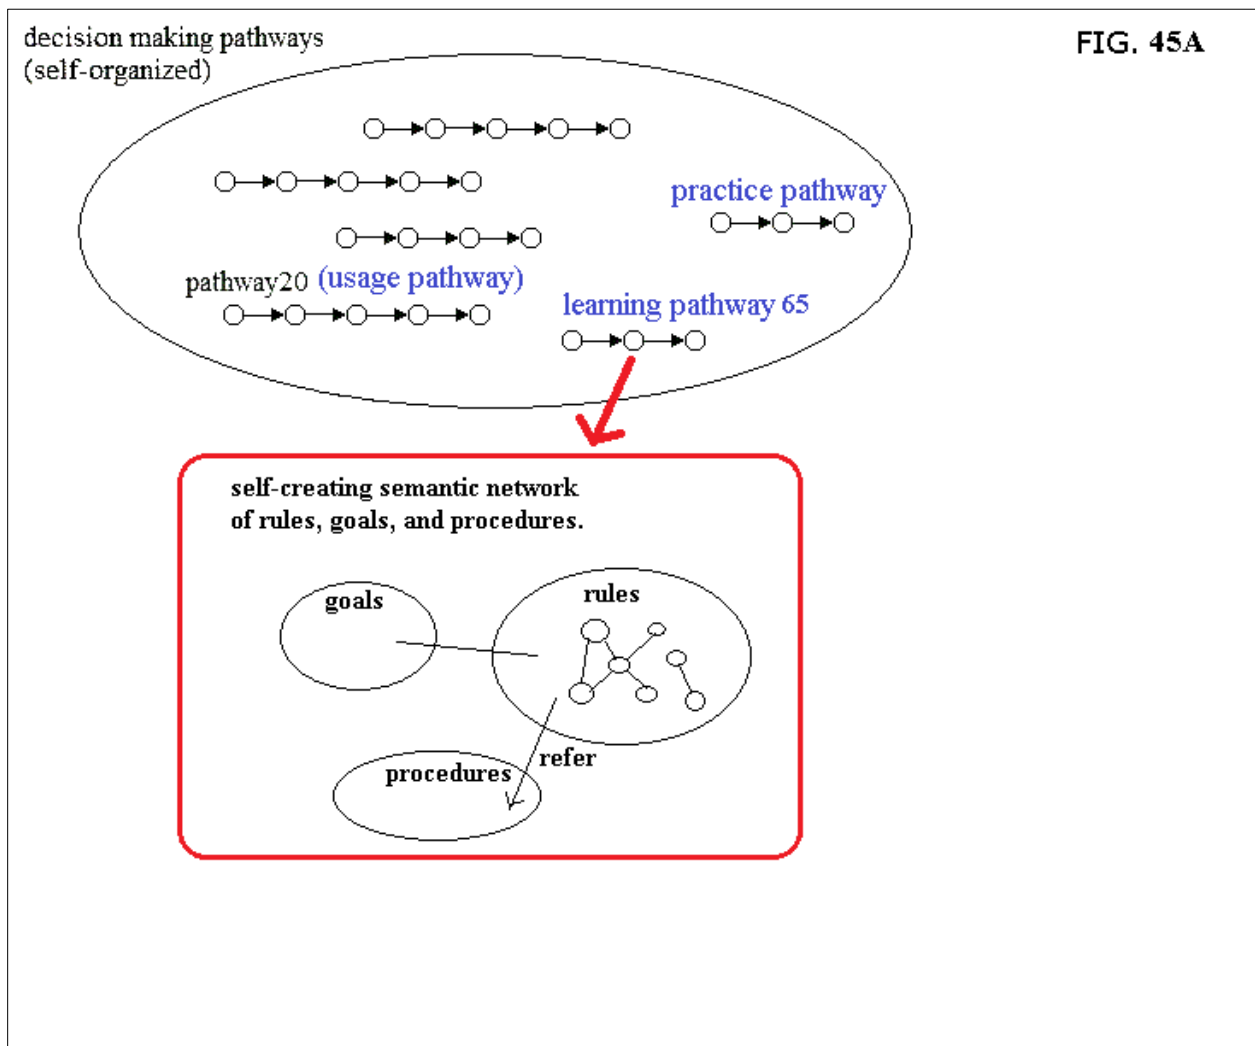 decision making pathways
(self-organized)
FIG. 45A
practice pathway
pathway20 (usage pathway)
learning pathway 65
self-creating semantic network
of rules, goals, and procedures.
goals
rules
refer
procedures